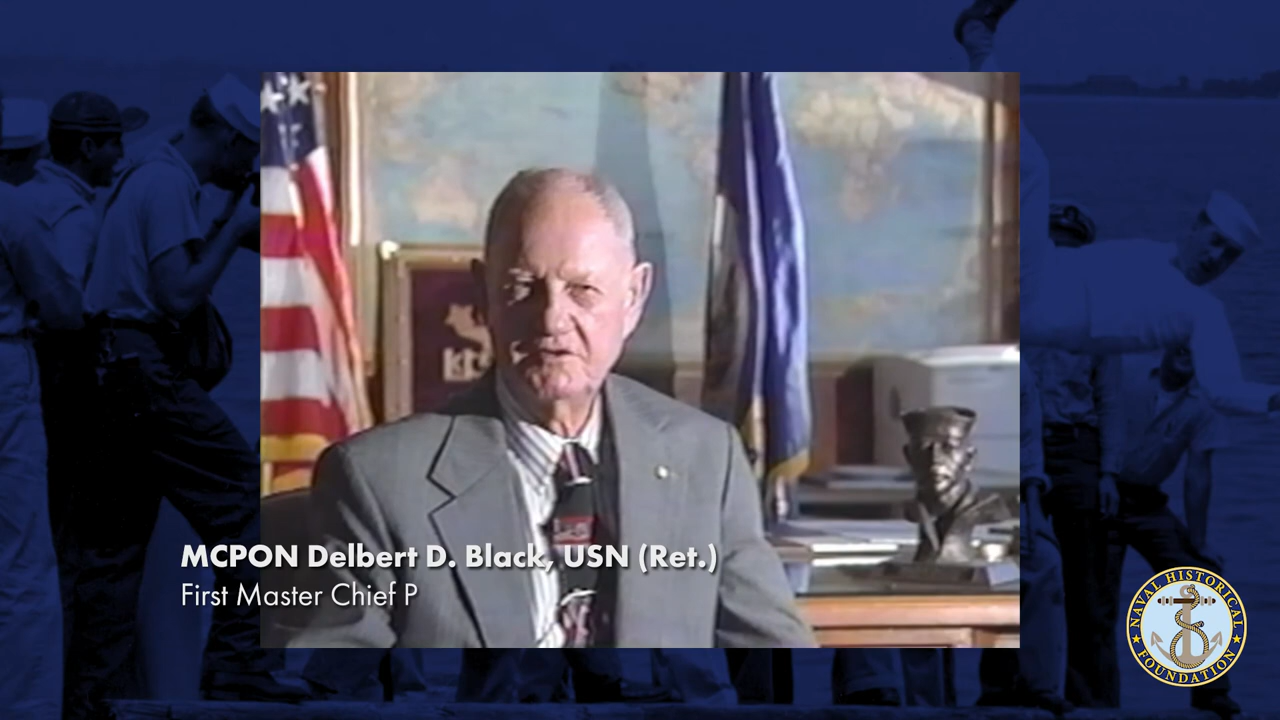 MCPON Delbert D. Black, USN (Ret.)
First Master Chief P
NAVAL HISTORICAL
FOUNDATION